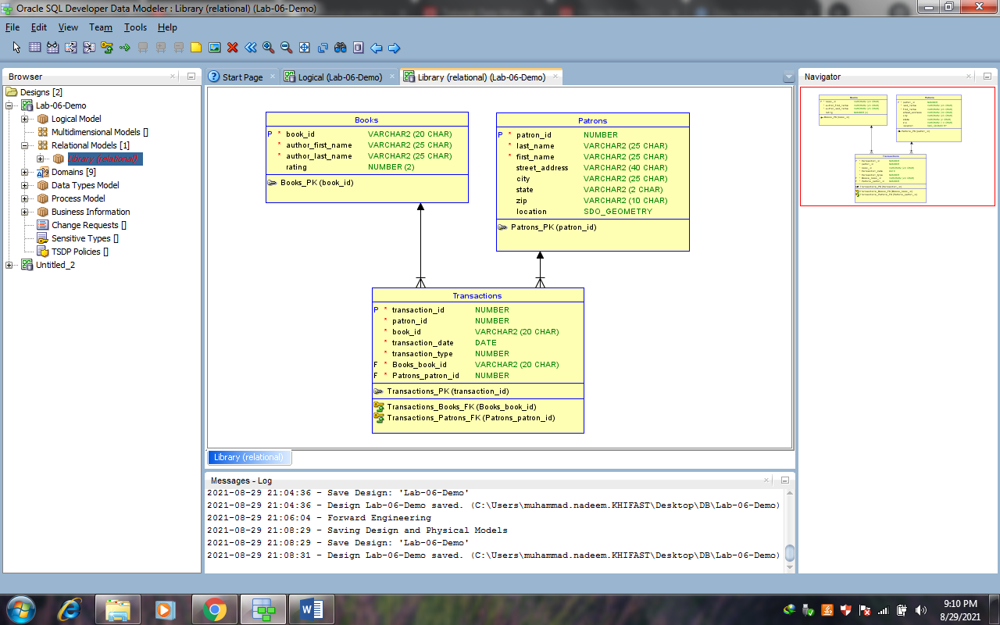 Oracle SQL Developer Data Modeler : Library (relational) (Lab-06-Demo)
File Edit View Team Tools Help
Browser
Designs [2]
Lab-06-Demo
Logical Model
Multidimensional Models []
Relational Models [1]
Library (relational)
Domains [9]
Data Types Model
Process Model
Business Information
Change Requests []
Sensitive Types []
TSDP Policies []
Untitled_2
Start Page
Logical (Lab-06-Demo)
Library (relational) (Lab-06-Demo)
Books
P * book_id VARCHAR2 (20 CHAR)
* author_first_name VARCHAR2 (25 CHAR)
* author_last_name VARCHAR2 (25 CHAR)
rating NUMBER (2)
Books_PK (book_id)
Patrons
P * patron_id NUMBER
* last_name VARCHAR2 (25 CHAR)
* first_name VARCHAR2 (25 CHAR)
street_address VARCHAR2 (40 CHAR)
city VARCHAR2 (25 CHAR)
state VARCHAR2 (2 CHAR)
zip VARCHAR2 (10 CHAR)
location SDO_GEOMETRY
Patrons_PK (patron_id)
Transactions
P * transaction_id NUMBER
* patron_id NUMBER
* book_id VARCHAR2 (20 CHAR)
* transaction_date DATE
* transaction_type NUMBER
F * Books_book_id VARCHAR2 (20 CHAR)
F * Patrons_patron_id NUMBER
Transactions_PK (transaction_id)
Transactions_Books_FK (Books_book_id)
Transactions_Patrons_FK (Patrons_patron_id)
Library (relational)
Messages - Log
2021-08-29 21:04:36 - Save Design: 'Lab-06-Demo'
2021-08-29 21:04:36 - Design Lab-06-Demo saved. (C:\Users\muhammad.nadeem.KHIFAST\Desktop\DB\Lab-06-Demo)
2021-08-29 21:06:04 - Forward Engineering
2021-08-29 21:08:29 - Saving Design and Physical Models
2021-08-29 21:08:29 - Save Design: 'Lab-06-Demo'
2021-08-29 21:08:31 - Design Lab-06-Demo saved. (C:\Users\muhammad.nadeem.KHIFAST\Desktop\DB\Lab-06-Demo)
Navigator
Books
Patrons
Transactions
9:10 PM
8/29/2021